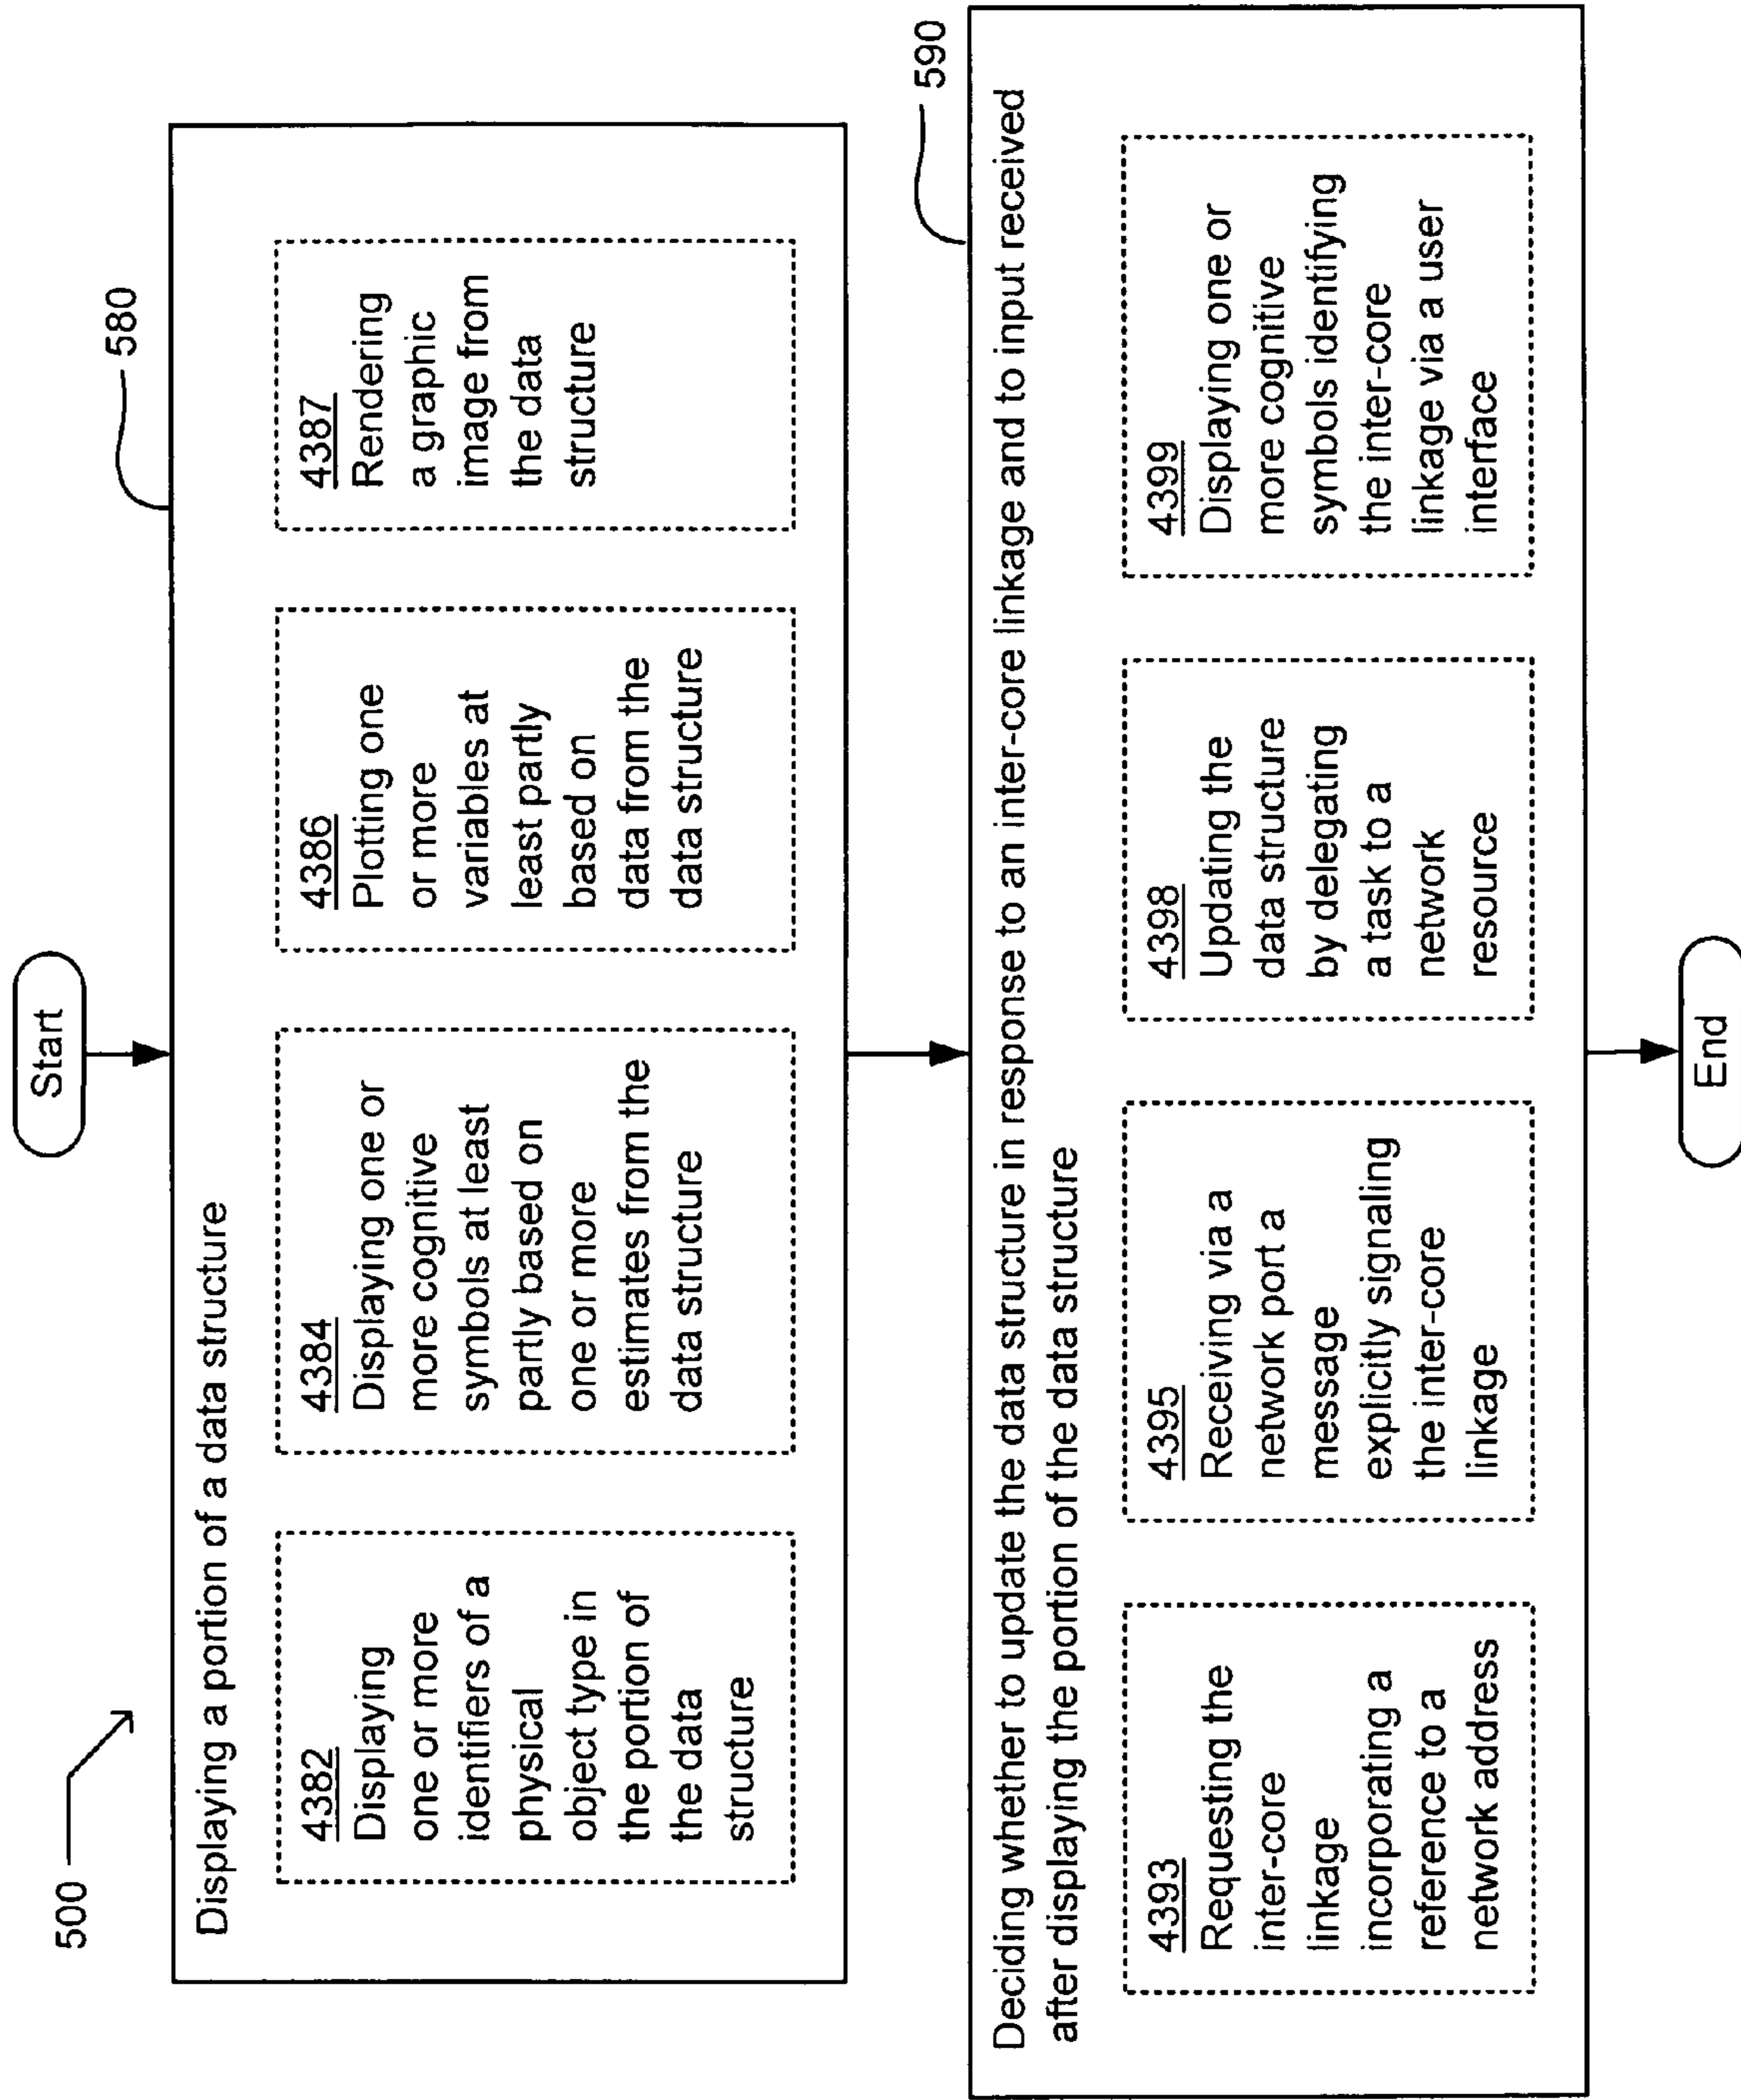 500
Start
580
Displaying a portion of a data structure
4382
Displaying
one or more
identifiers of a
physical
object type in
the portion of
the data
structure
4384
Displaying one or
more cognitive
symbols at least
partly based on
one or more
estimates from the
data structure
4386
Plotting one
or more
variables at
least partly
based on
data from the
data structure
4387
Rendering
a graphic
image from
the data
structure
590
Deciding whether to update the data structure in response to an inter-core linkage and to input received
after displaying the portion of the data structure
4393
Requesting the
inter-core
linkage
incorporating a
reference to a
network address
4395
Receiving via a
network port a
message
explicitly signaling
the inter-core
linkage
4398
Updating the
data structure
by delegating
a task to a
network
resource
4399
Displaying one or
more cognitive
symbols identifying
the inter-core
linkage via a user
interface
End